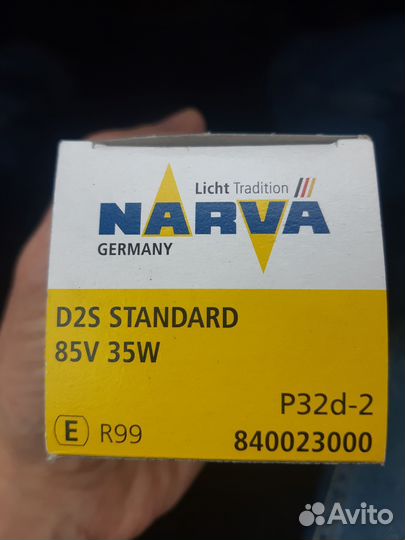 Licht Tradition
NARVA
GERMANY
D2S STANDARD
85V 35W
P32d-2
E R99
840023000
Avito